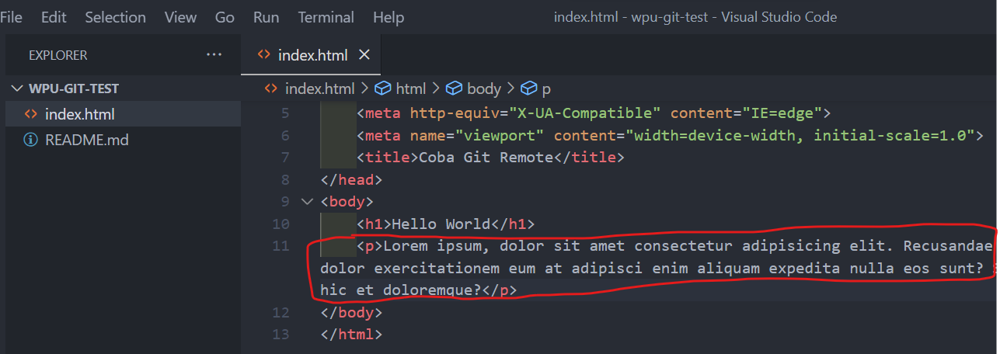 File Edit Selection View Go Run Terminal Help index.html - wpu-git-test - Visual Studio Code
EXPLORER ···
WPU-GIT-TEST
index.html
README.md
index.html ×
index.html > html > body > p
5 <meta http-equiv="X-UA-Compatible" content="IE=edge">
6 <meta name="viewport" content="width=device-width, initial-scale=1.0">
7 <title>Coba Git Remote</title>
8 </head>
9 <body>
10 <h1>Hello World</h1>
11 <p>Lorem ipsum, dolor sit amet consectetur adipisicing elit. Recusandae
dolor exercitationem eum at adipisci enim aliquam expedita nulla eos sunt?
hic et doloremque?</p>
12 </body>
13 </html>